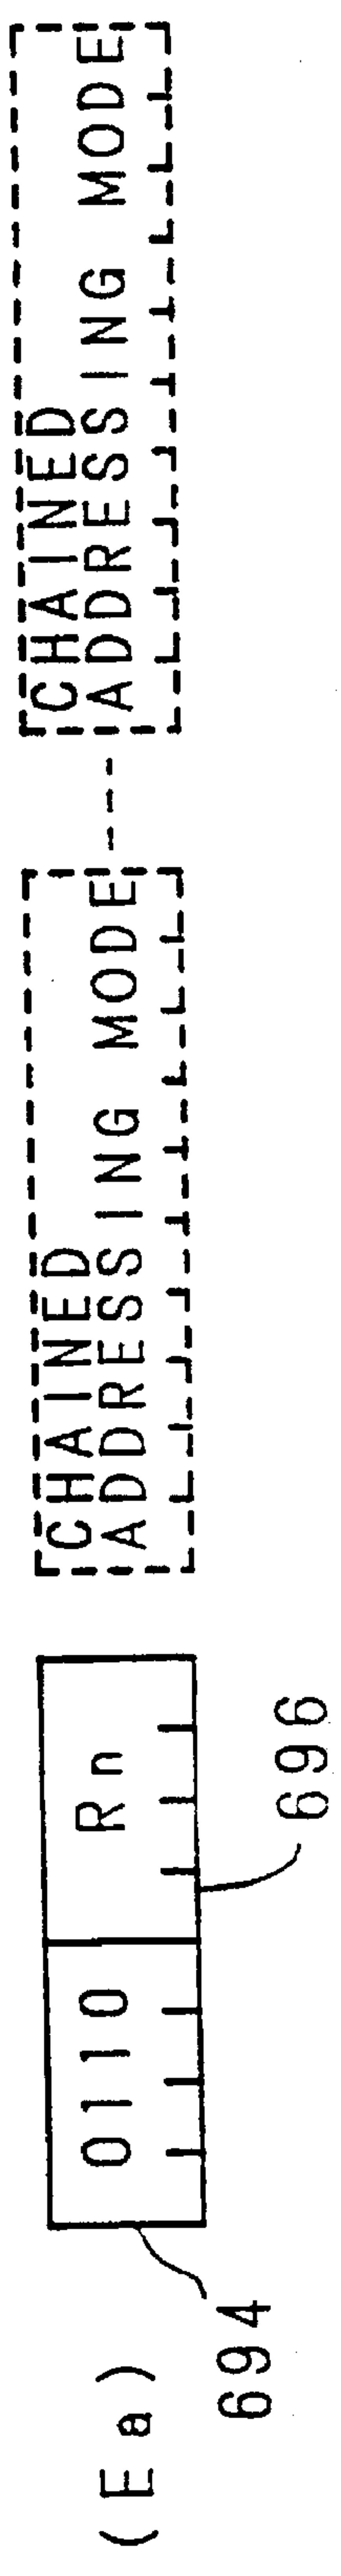 (Ea)
0110
Rn
CHAINED
ADDRESSING MODE
CHAINED
ADDRESSING MODE
694
696